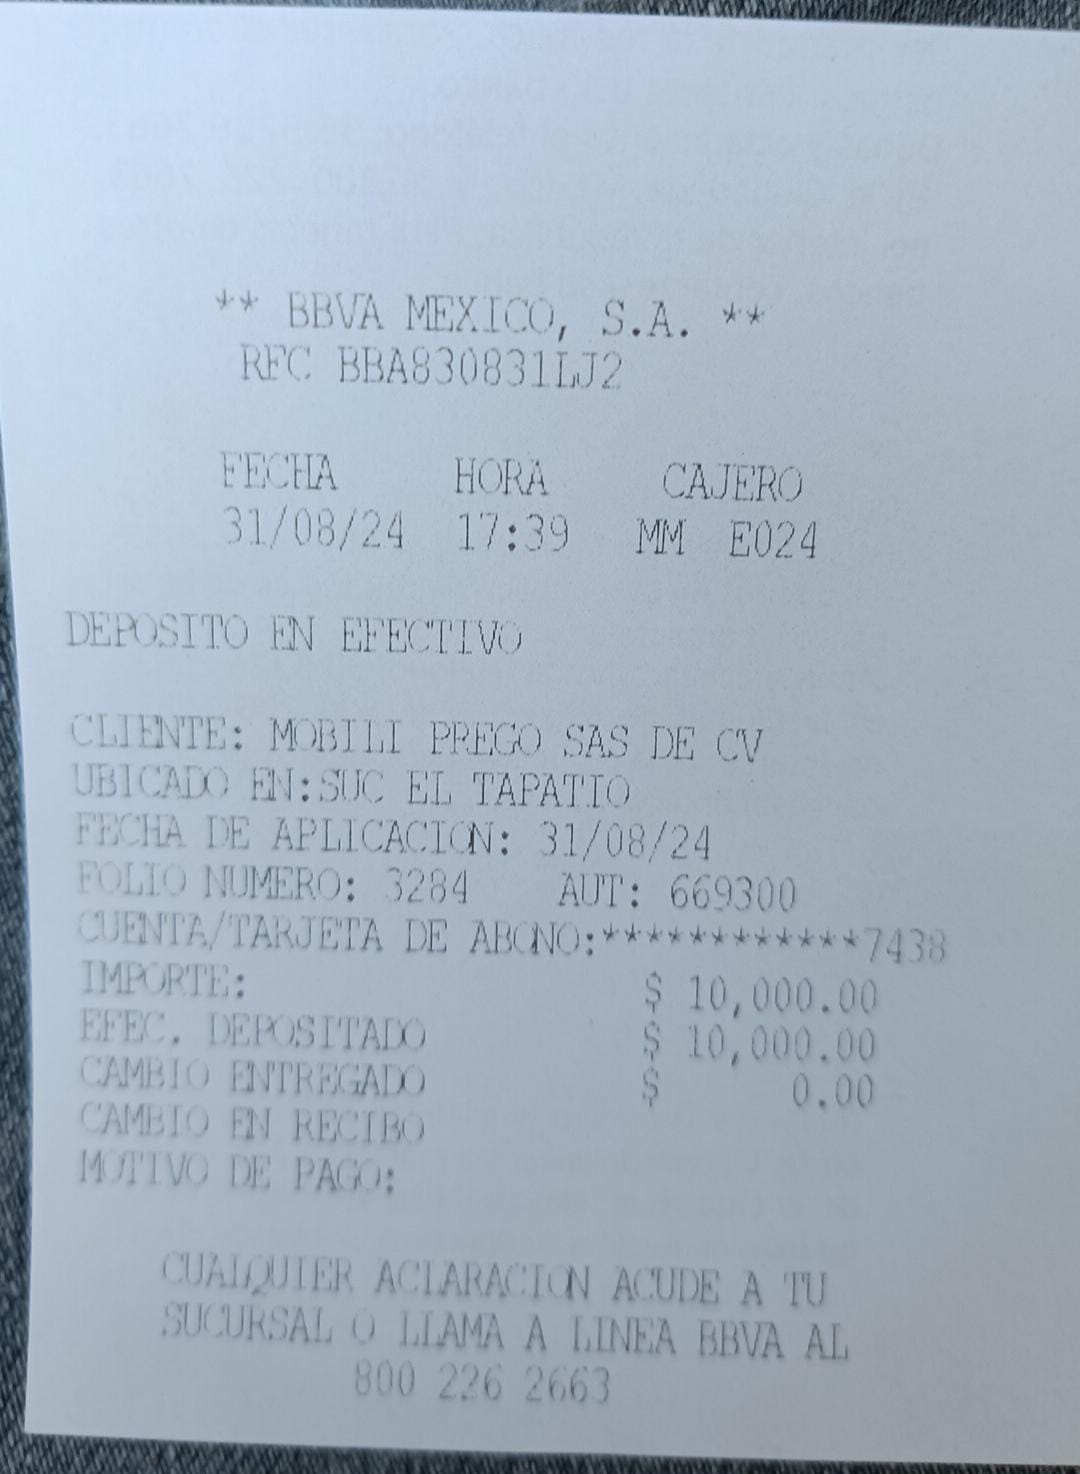 ** BBVA MEXICO, S.A. **
RFC BBA830831LJ2
FECHA HORA CAJERO
31/08/24 17:39 MM E024
DEPOSITO EN EFECTIVO
CLIENTE: MOBILI PREGO SAS DE CV
UBICADO EN:SUC EL TAPATIO
FECHA DE APLICACION: 31/08/24
FOLIO NUMERO: 3284 AUT: 669300
CUENTA/TARJETA DE ABONO:************7438
IMPORTE: $ 10,000.00
EFEC. DEPOSITADO $ 10,000.00
CAMBIO ENTREGADO $ 0.00
CAMBIO EN RECIBO
MOTIVO DE PAGO:
CUALQUIER ACLARACION ACUDE A TU
SUCURSAL O LLAMA A LINEA BBVA AL
800 226 2663